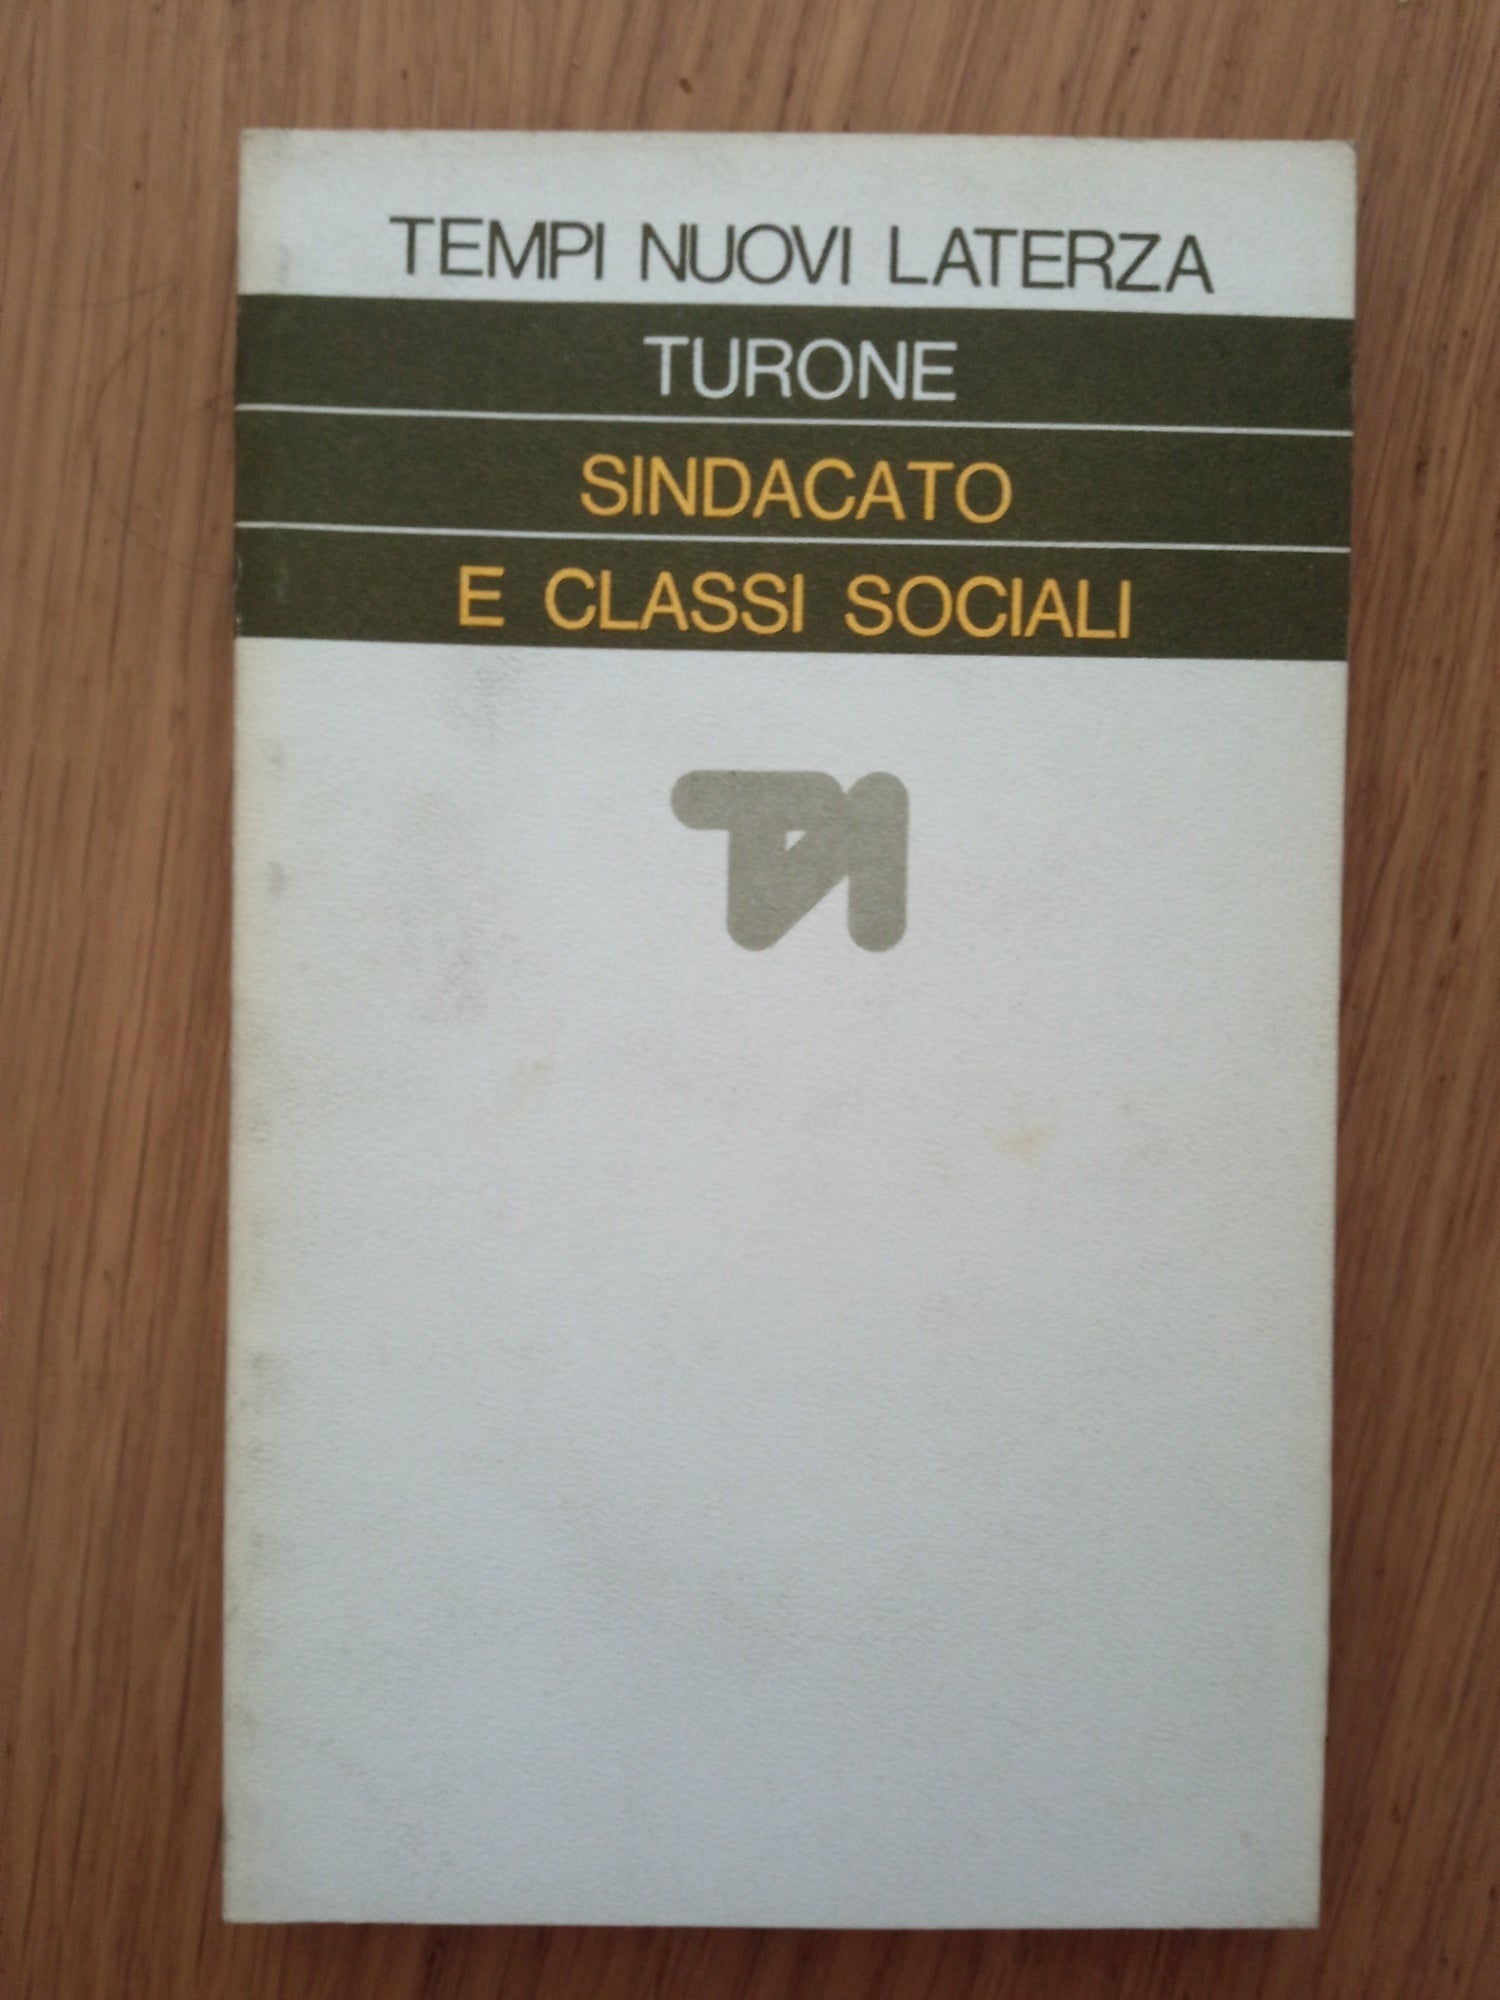 TEMPI NUOVI LATERZA
TURONE
SINDACATO
E CLASSI SOCIALI